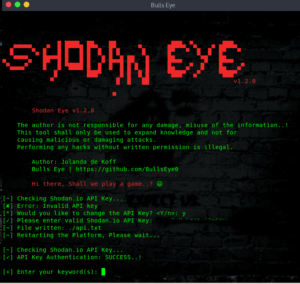 Bulls Eye
SHODAN EYE
v1.2.0
Shodan Eye v1.2.0
The author is not responsible for any damage, misuse of the information..!
This tool shall only be used to expand knowledge and not for
causing malicious or damaging attacks.
Performing any hacks without written permission is illegal.
Author: Jolanda de Koff
Bulls Eye | https://github.com/BullsEye0
Hi there, Shall we play a game..? 😃
[~] Checking Shodan.io API Key...
Error: Invalid API key
[*] Would you like to change the API Key? <Y/n>: y
Please enter valid Shodan.io API Key:
[~] File written: ./api.txt
[~] Restarting the Platform, Please wait...
[~] Checking Shodan.io API Key...
[✓] API Key Authentication: SUCCESS..!
[+] Enter your keyword(s):